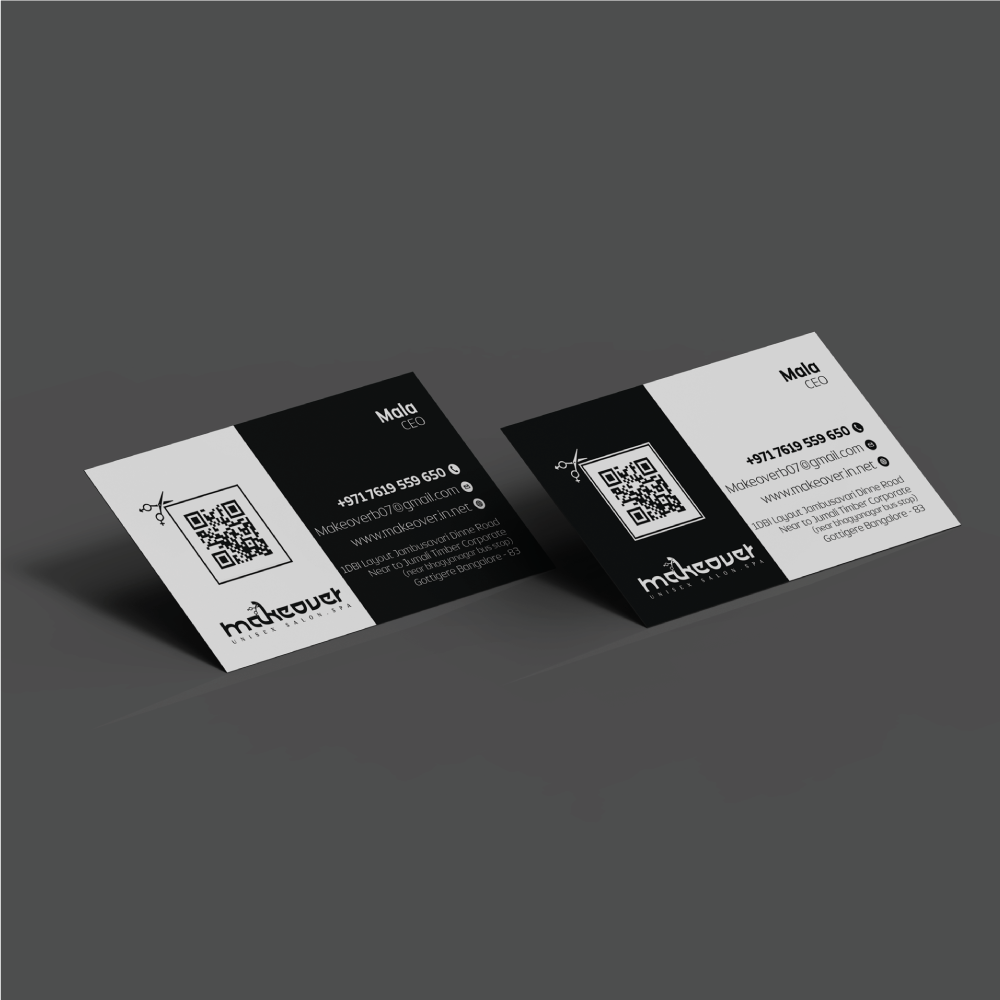 Mala
CEO
+971 7619 559 650
Makeoverb07@gmail.com
www.makeover.in.net
1DBI Layout Jambusavari Dinne Road
Near to Jumali Timber Corporate
(near bhagyanagar bus stop)
Gottigere Bangalore - 83
makeover
UNISEX SALON.SPA
Mala
CEO
+971 7619 559 650
Makeoverb07@gmail.com
www.makeover.in.net
1DBI Layout Jambusavari Dinne Road
Near to Jumali Timber Corporate
(near bhagyanagar bus stop)
Gottigere Bangalore - 83
makeover
UNISEX SALON.SPA